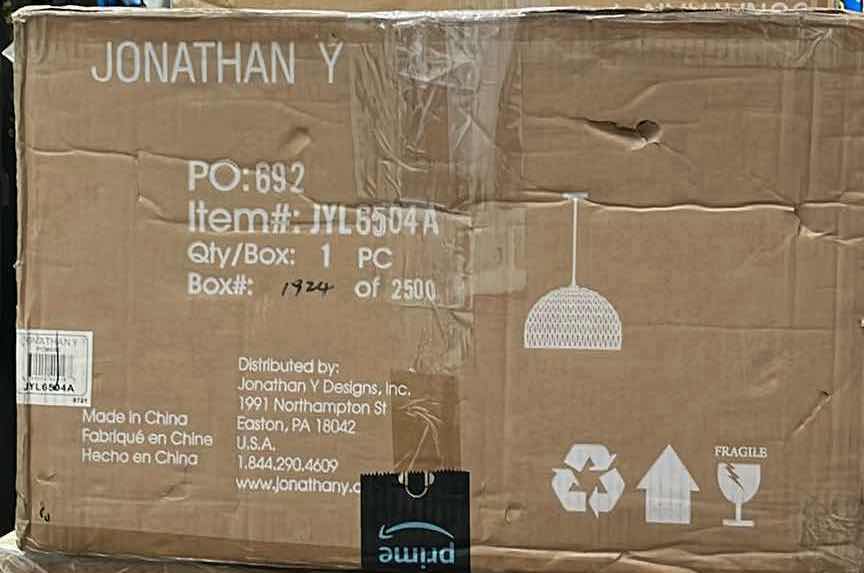 JONATHAN Y
PO: 692
Item#: JYL6504A
Qty/Box: 1 PC
Box#: 1924 of 2500
JONATHAN Y
JYL6504A
Distributed by:
Jonathan Y Designs, Inc.
1991 Northampton St
Easton, PA 18042
U.S.A.
1.844.290.4609
www.jonathany.c
Made in China
Fabriqué en Chine
Hecho en China
FRAGILE
prime